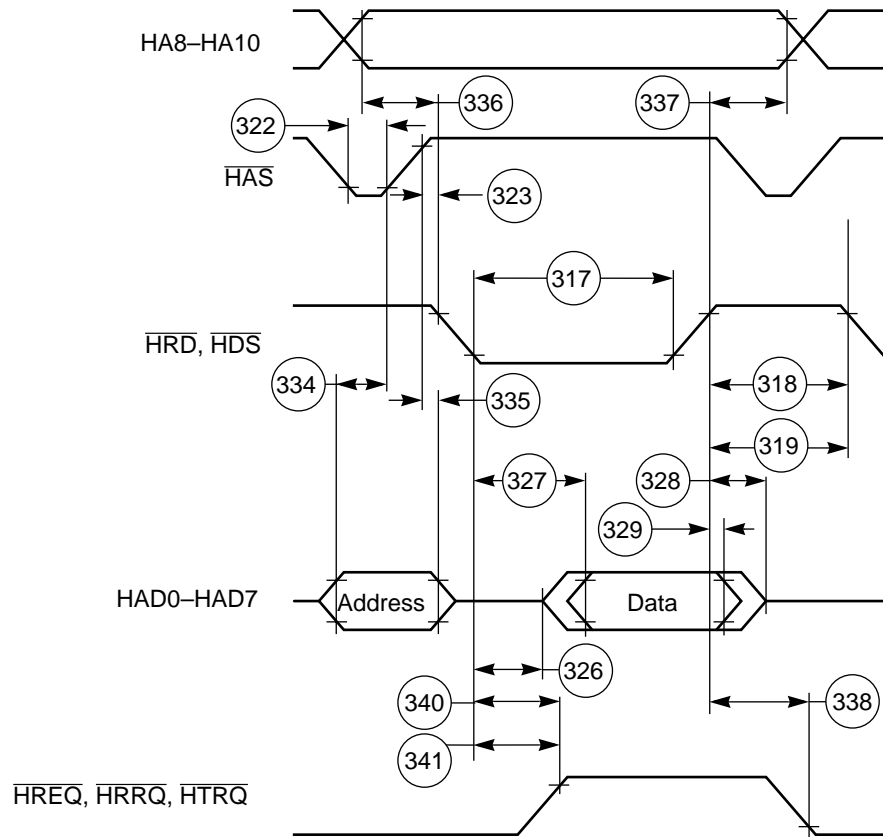 HA8–HA10
336
337
322
HAS
323
317
HRD, HDS
334
335
318
319
327
328
329
HAD0–HAD7
Address
Data
326
340
338
341
HREQ, HRRQ, HTRQ